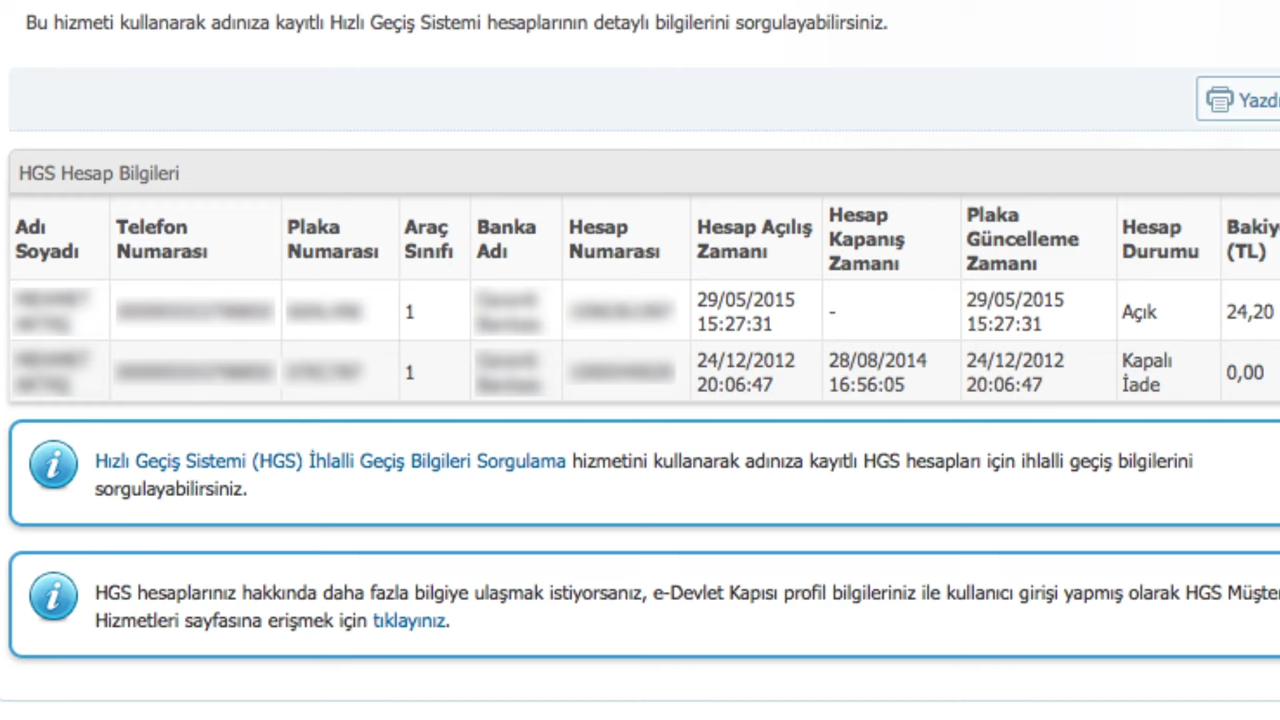 Bu hizmeti kullanarak adınıza kayıtlı Hızlı Geçiş Sistemi hesaplarının detaylı bilgilerini sorgulayabilirsiniz.
Yazdı
HGS Hesap Bilgileri
Adı Soyadı Telefon Numarası Plaka Numarası Araç Sınıfı Banka Adı Hesap Numarası Hesap Açılış Zamanı Hesap Kapanış Zamanı Plaka Güncelleme Zamanı Hesap Durumu Bakiy (TL)
1 29/05/2015 15:27:31 - 29/05/2015 15:27:31 Açık 24,20
1 24/12/2012 20:06:47 28/08/2014 16:56:05 24/12/2012 20:06:47 Kapalı İade 0,00
Hızlı Geçiş Sistemi (HGS) İhlalli Geçiş Bilgileri Sorgulama hizmetini kullanarak adınıza kayıtlı HGS hesapları için ihlalli geçiş bilgilerini
sorgulayabilirsiniz.
HGS hesaplarınız hakkında daha fazla bilgiye ulaşmak istiyorsanız, e-Devlet Kapısı profil bilgileriniz ile kullanıcı girişi yapmış olarak HGS Müşte
Hizmetleri sayfasına erişmek için tıklayınız.